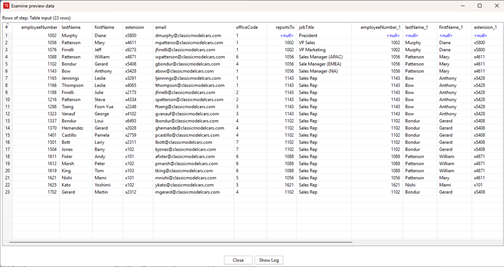 Examine preview data
Rows of step: Table input (23 rows)
# employeeNumber lastName firstName extension email officeCode reportsTo jobTitle employeeNumber_1 lastName_1 firstName_1 extension_1
1 1002 Murphy Diane x5800 dmurphy@classicmodelcars.com 1 <null> President <null> <null> <null> <null>
2 1056 Patterson Mary x4611 mpatterso@classicmodelcars.com 1 1002 VP Sales 1002 Murphy Diane x5800
3 1076 Firrelli Jeff x9273 jfirrelli@classicmodelcars.com 1 1002 VP Marketing 1002 Murphy Diane x5800
4 1088 Patterson William x4871 wpatterson@classicmodelcars.com 6 1056 Sales Manager (APAC) 1056 Patterson Mary x4611
5 1102 Bondur Gerard x5408 gbondur@classicmodelcars.com 4 1056 Sale Manager (EMEA) 1056 Patterson Mary x4611
6 1143 Bow Anthony x5428 abow@classicmodelcars.com 1 1056 Sales Manager (NA) 1056 Patterson Mary x4611
7 1165 Jennings Leslie x3291 ljennings@classicmodelcars.com 1 1143 Sales Rep 1143 Bow Anthony x5428
8 1166 Thompson Leslie x4065 lthompson@classicmodelcars.com 1 1143 Sales Rep 1143 Bow Anthony x5428
9 1188 Firrelli Julie x2173 jfirrelli@classicmodelcars.com 2 1143 Sales Rep 1143 Bow Anthony x5428
10 1216 Patterson Steve x4334 spatterson@classicmodelcars.com 2 1143 Sales Rep 1143 Bow Anthony x5428
11 1286 Tseng Foon Yue x2248 ftseng@classicmodelcars.com 3 1143 Sales Rep 1143 Bow Anthony x5428
12 1323 Vanauf George x4102 gvanauf@classicmodelcars.com 3 1143 Sales Rep 1143 Bow Anthony x5428
13 1337 Bondur Loui x6493 lbondur@classicmodelcars.com 4 1102 Sales Rep 1102 Bondur Gerard x5408
14 1370 Hernandez Gerard x2028 ghernande@classicmodelcars.com 4 1102 Sales Rep 1102 Bondur Gerard x5408
15 1401 Castillo Pamela x2759 pcastillo@classicmodelcars.com 4 1102 Sales Rep 1102 Bondur Gerard x5408
16 1501 Bott Larry x2311 lbott@classicmodelcars.com 7 1102 Sales Rep 1102 Bondur Gerard x5408
17 1504 Jones Barry x102 bjones@classicmodelcars.com 7 1102 Sales Rep 1102 Bondur Gerard x5408
18 1611 Fixter Andy x101 afixter@classicmodelcars.com 6 1088 Sales Rep 1088 Patterson William x4871
19 1612 Marsh Peter x102 pmarsh@classicmodelcars.com 6 1088 Sales Rep 1088 Patterson William x4871
20 1619 King Tom x103 tking@classicmodelcars.com 6 1088 Sales Rep 1088 Patterson William x4871
21 1621 Nishi Mami x101 mnishi@classicmodelcars.com 5 1056 Sales Rep 1056 Patterson Mary x4611
22 1625 Kato Yoshimi x102 ykato@classicmodelcars.com 5 1621 Sales Rep 1621 Nishi Mami x101
23 1702 Gerard Martin x2312 mgerard@classicmodelcars.com 4 1102 Sales Rep 1102 Bondur Gerard x5408
Close Show Log